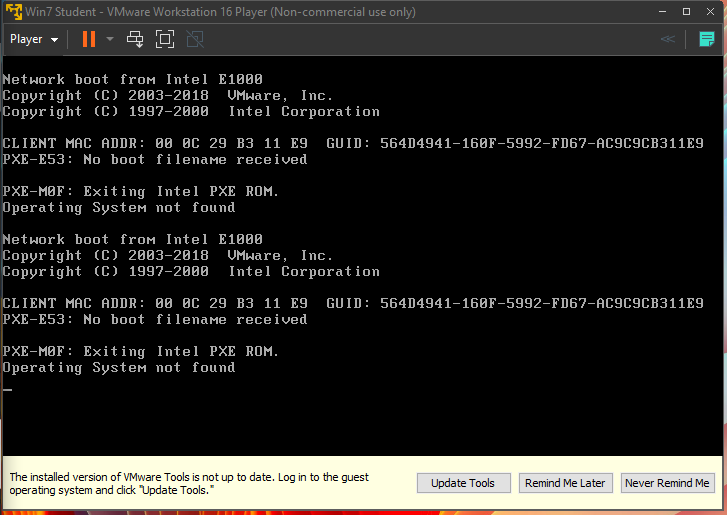 Win7 Student - VMware Workstation 16 Player (Non-commercial use only)
Player
Network boot from Intel E1000
Copyright (C) 2003-2018  VMware, Inc.
Copyright (C) 1997-2000  Intel Corporation
CLIENT MAC ADDR: 00 0C 29 B3 11 E9  GUID: 564D4941-160F-5992-FD67-AC9C9CB311E9
PXE-E53: No boot filename received
PXE-M0F: Exiting Intel PXE ROM.
Operating System not found
Network boot from Intel E1000
Copyright (C) 2003-2018  VMware, Inc.
Copyright (C) 1997-2000  Intel Corporation
CLIENT MAC ADDR: 00 0C 29 B3 11 E9  GUID: 564D4941-160F-5992-FD67-AC9C9CB311E9
PXE-E53: No boot filename received
PXE-M0F: Exiting Intel PXE ROM.
Operating System not found
The installed version of VMware Tools is not up to date. Log in to the guest
operating system and click "Update Tools."
Update Tools
Remind Me Later
Never Remind Me